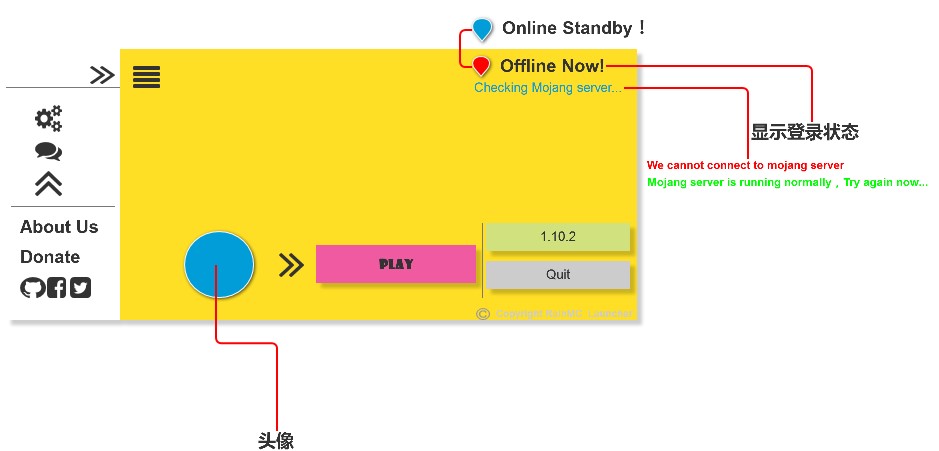 Online Standby！
Offline Now!
Checking Mojang server...
显示登录状态
We cannot connect to mojang server
Mojang server is running normally，Try again now...
About Us
Donate
1.10.2
PLAY
Quit
© Copyright
头像